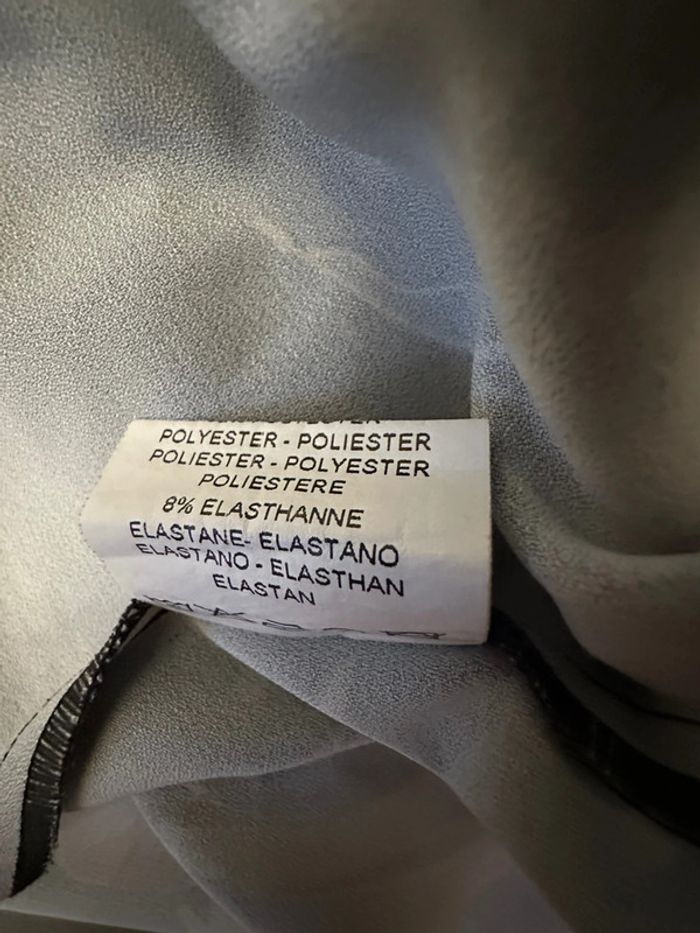 POLYESTER - POLIESTER
POLIESTER - POLYESTER
POLIESTERE
8% ELASTHANNE
ELASTANE- ELASTANO
ELASTANO - ELASTHAN
ELASTAN